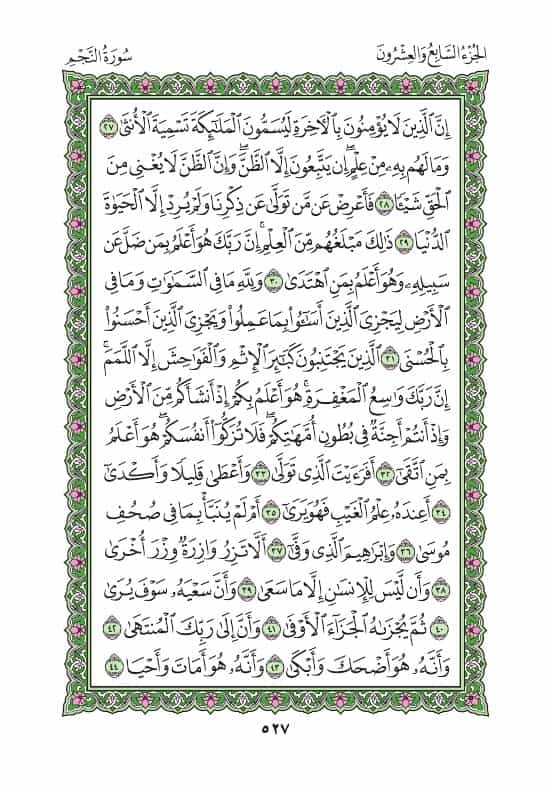 الجزء السابع والعشرون
سورة النجم
إِنَّ ٱلَّذِينَ لَا يُؤْمِنُونَ بِٱلْأَخِرَةِ لَيُسَمُّونَ ٱلْمَلَٰٓئِكَةَ تَسْمِيَةَ ٱلْأُنثَىٰ ٢٧
وَمَا لَهُم بِهِۦ مِنْ عِلْمٍ إِن يَتَّبِعُونَ إِلَّا ٱلظَّنَّ ۖ وَإِنَّ ٱلظَّنَّ لَا يُغْنِى مِنَ
ٱلْحَقِّ شَيْـًٔا ٢٨ فَأَعْرِضْ عَن مَّن تَوَلَّىٰ عَن ذِكْرِنَا وَلَمْ يُرِدْ إِلَّا ٱلْحَيَوٰةَ
ٱلدُّنْيَا ٢٩ ذَٰلِكَ مَبْلَغُهُم مِّنَ ٱلْعِلْمِ ۚ إِنَّ رَبَّكَ هُوَ أَعْلَمُ بِمَن ضَلَّ عَن
سَبِيلِهِۦ وَهُوَ أَعْلَمُ بِمَنِ ٱهْتَدَىٰ ٣٠ وَلِلَّهِ مَا فِى ٱلسَّمَٰوَٰتِ وَمَا فِى
ٱلْأَرْضِ لِيَجْزِىَ ٱلَّذِينَ أَسَٰٓـُٔوا۟ بِمَا عَمِلُوا۟ وَيَجْزِىَ ٱلَّذِينَ أَحْسَنُوا۟
بِٱلْحُسْنَى ٣١ ٱلَّذِينَ يَجْتَنِبُونَ كَبَٰٓئِرَ ٱلْإِثْمِ وَٱلْفَوَٰحِشَ إِلَّا ٱللَّمَمَ ۚ
إِنَّ رَبَّكَ وَٰسِعُ ٱلْمَغْفِرَةِ ۚ هُوَ أَعْلَمُ بِكُمْ إِذْ أَنشَأَكُم مِّنَ ٱلْأَرْضِ
وَإِذْ أَنتُمْ أَجِنَّةٌ فِى بُطُونِ أُمَّهَٰتِكُمْ ۖ فَلَا تُزَكُّوٓا۟ أَنفُسَكُمْ ۖ هُوَ أَعْلَمُ
بِمَنِ ٱتَّقَىٰٓ ٣٢ أَفَرَءَيْتَ ٱلَّذِى تَوَلَّىٰ ٣٣ وَأَعْطَىٰ قَلِيلًا وَأَكْدَىٰٓ
٣٤ أَعِندَهُۥ عِلْمُ ٱلْغَيْبِ فَهُوَ يَرَىٰٓ ٣٥ أَمْ لَمْ يُنَبَّأْ بِمَا فِى صُحُفِ
مُوسَىٰ ٣٦ وَإِبْرَٰهِيمَ ٱلَّذِى وَفَّىٰٓ ٣٧ أَلَّا تَزِرُ وَازِرَةٌ وِزْرَ أُخْرَىٰ
٣٨ وَأَن لَّيْسَ لِلْإِنسَٰنِ إِلَّا مَا سَعَىٰ ٣٩ وَأَنَّ سَعْيَهُۥ سَوْفَ يُرَىٰ
٤٠ ثُمَّ يُجْزَىٰهُ ٱلْجَزَآءَ ٱلْأَوْفَىٰ ٤١ وَأَنَّ إِلَىٰ رَبِّكَ ٱلْمُنتَهَىٰ ٤٢
وَأَنَّهُۥ هُوَ أَضْحَكَ وَأَبْكَىٰ ٤٣ وَأَنَّهُۥ هُوَ أَمَاتَ وَأَحْيَا ٤٤
٥٢٧